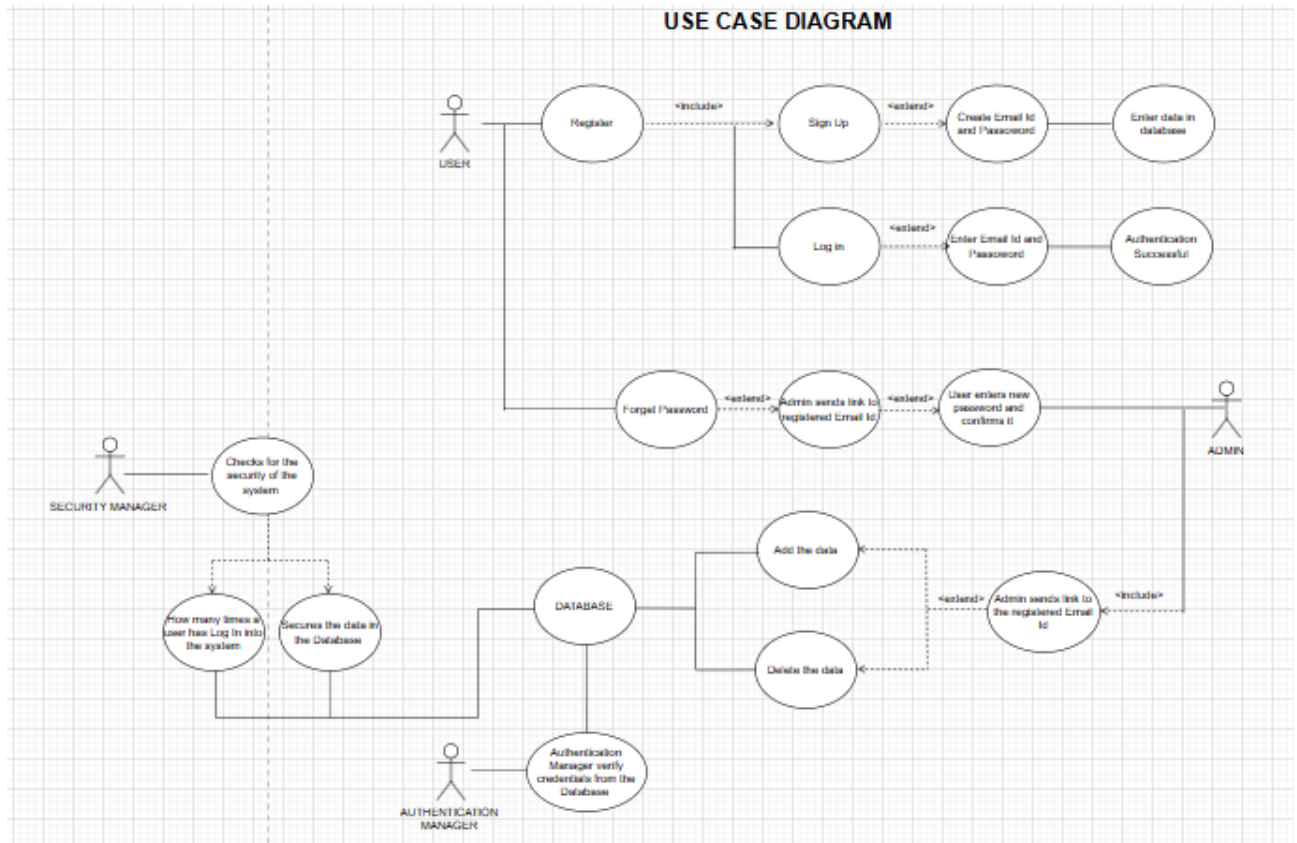 USE CASE DIAGRAM
USER
Register
<include>
Sign Up
<extend>
Create Email Id
and Passoword
Enter data in
database
Log in
<extend>
Enter Email Id and
Passoword
Authentication
Successful
Forget Password
<extend>
Admin sends link to
registered Email Id
<extend>
User enters new
password and
confirms it
ADMIN
SECURITY MANAGER
Checks for the
security of the
system
How many times a
user has Log In into
the system
Secures the data in
the Database
DATABASE
Add the data
Delete the data
<extend>
Admin sends link to
the registered Email
Id
<include>
AUTHENTICATION
MANAGER
Authentication
Manager verify
credentials from the
Database